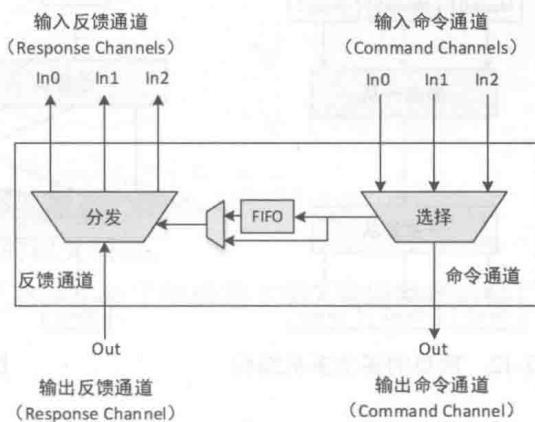 输入反馈通道
（Response Channels）
In0 In1 In2
输入命令通道
（Command Channels）
In0 In1 In2
分发
FIFO
选择
反馈通道
命令通道
Out
输出反馈通道
（Response Channel）
Out
输出命令通道
（Command Channel）